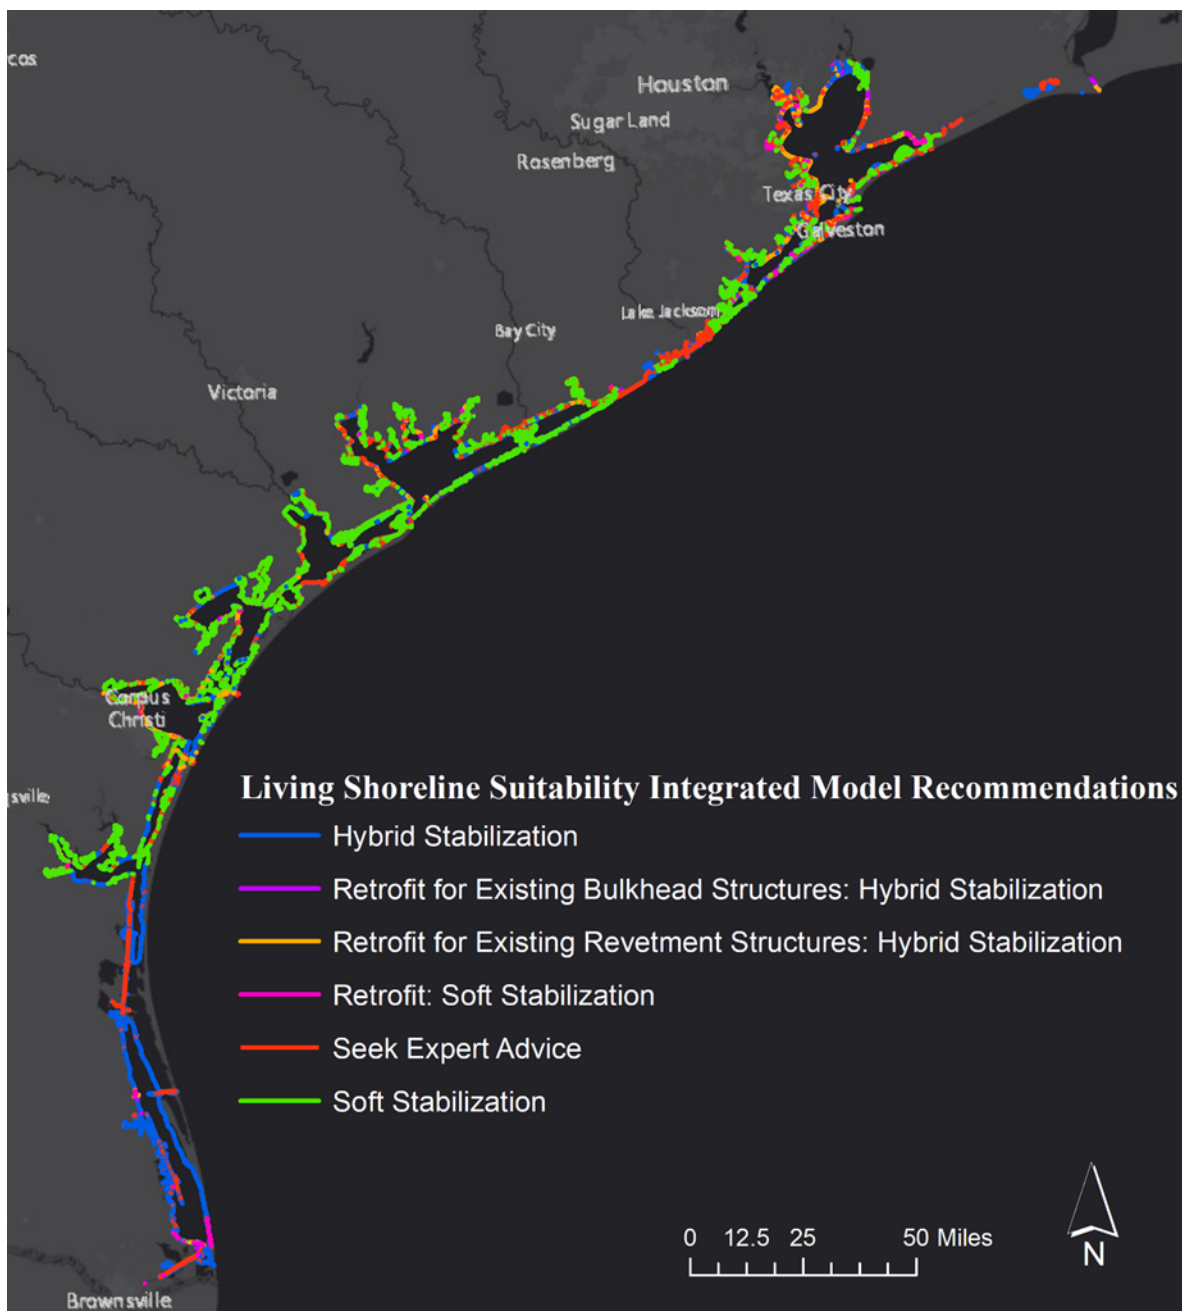 cos
Houston
Sugar Land
Rosenberg
Texas City
Galveston
Lake Jackson
Bay City
Victoria
Corpus
Christi
sville
Living Shoreline Suitability Integrated Model Recommendations
Hybrid Stabilization
Retrofit for Existing Bulkhead Structures: Hybrid Stabilization
Retrofit for Existing Revetment Structures: Hybrid Stabilization
Retrofit: Soft Stabilization
Seek Expert Advice
Soft Stabilization
0 12.5 25 50 Miles
N
Brownsville